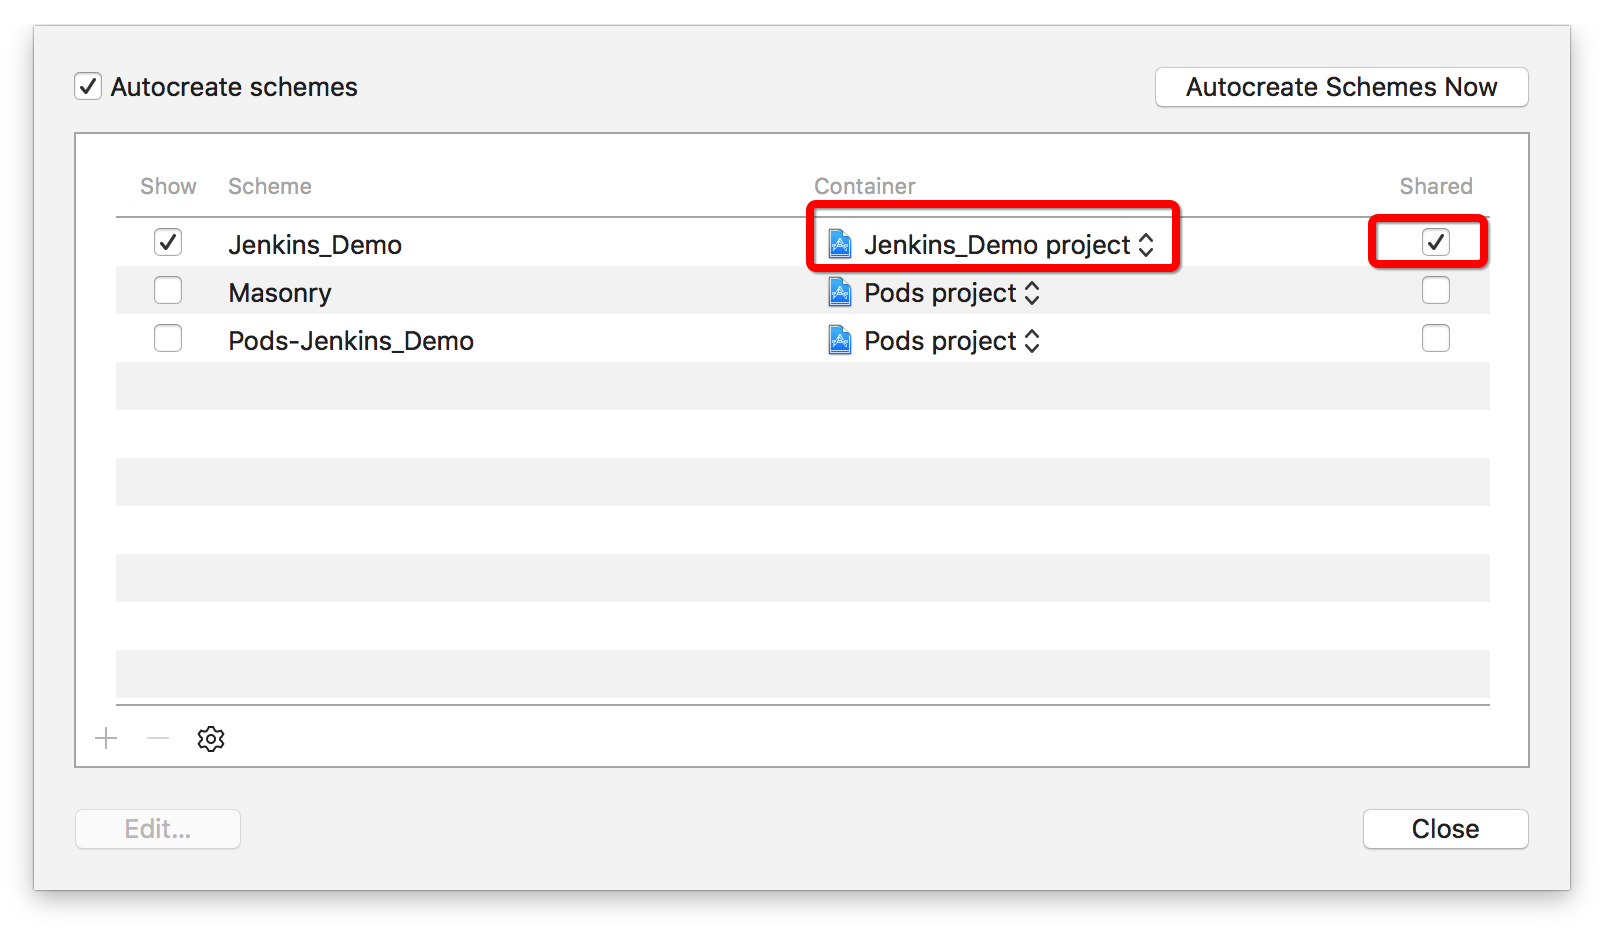 Autocreate schemes
Autocreate Schemes Now
Show Scheme Container Shared
Jenkins_Demo Jenkins_Demo project
Masonry Pods project
Pods-Jenkins_Demo Pods project
Edit...
Close